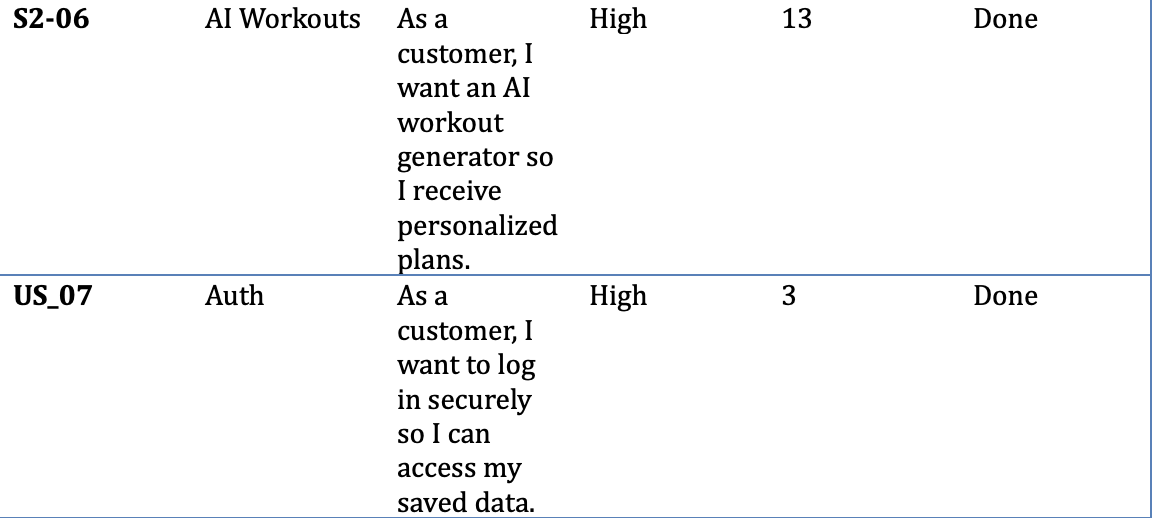 S2-06 AI Workouts As a High 13 Done
customer, I
want an AI
workout
generator so
I receive
personalized
plans.
US_07 Auth As a High 3 Done
customer, I
want to log
in securely
so I can
access my
saved data.